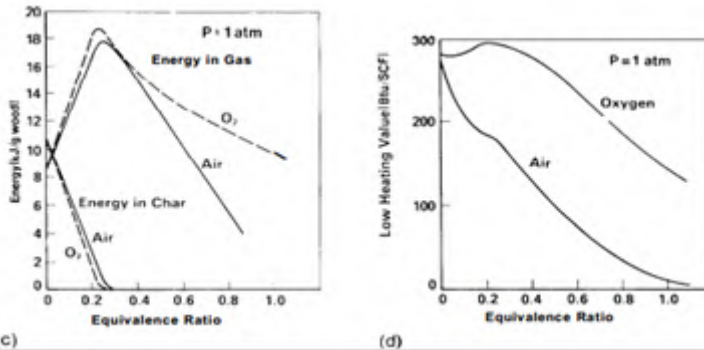 20
18
16
14
12
10
8
6
4
2
0
Energy(kJ/g wood)
P = 1 atm
Energy in Gas
O₂
Air
Energy in Char
Air
O₂
0 0.2 0.4 0.6 0.8 1.0
Equivalence Ratio
c)
300
200
100
0
Low Heating Value(Btu/SCF)
P = 1 atm
Oxygen
Air
0 0.2 0.4 0.6 0.8 1.0
Equivalence Ratio
(d)